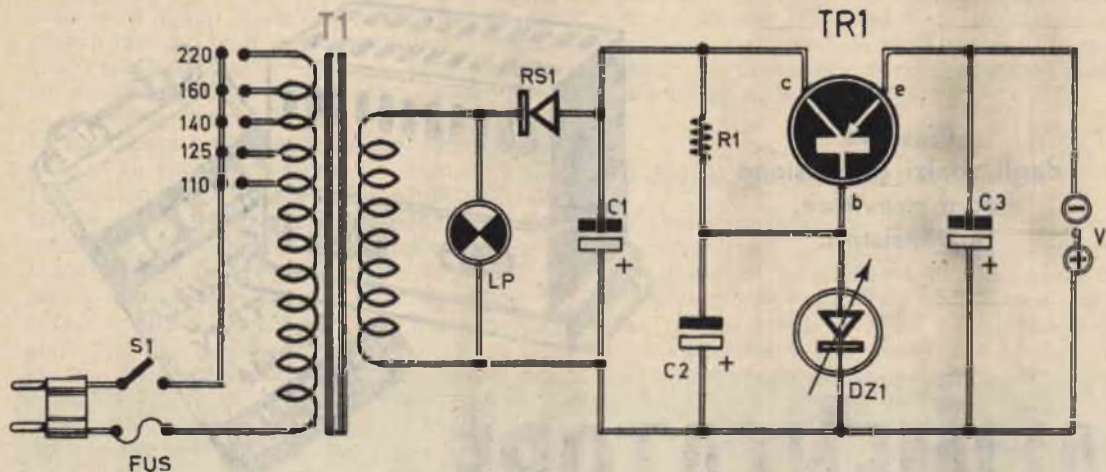 T1
TR1
220
160
140
125
110
RS1
c
e
R1
b
C1
+
C3
+
-
+
V
LP
S1
C2
+
DZ1
FUS